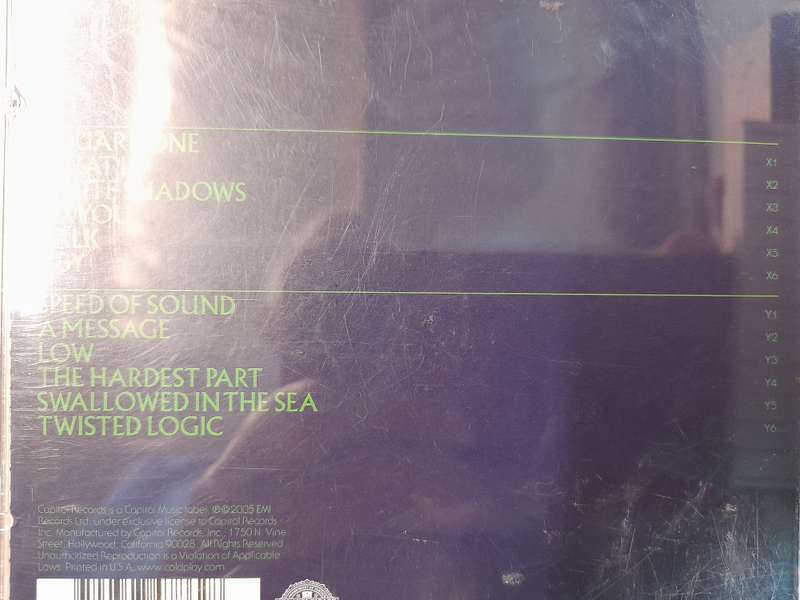 ONE
X1
X2
SHADOWS
X3
X4
X5
X6
SPEED OF SOUND
Y1
A MESSAGE
Y2
LOW
Y3
THE HARDEST PART
Y4
SWALLOWED IN THE SEA
Y5
TWISTED LOGIC
Y6
Capitol Records is a Capitol Music label. ℗©2005 EMI
Records Ltd. under exclusive license to Capitol Records
Inc. Manufactured by Capitol Records, Inc., 1750 N. Vine
Street, Hollywood, California 90028. All Rights Reserved.
Unauthorized Reproduction is a Violation of Applicable
Laws. Printed in U.S.A. www.coldplay.com